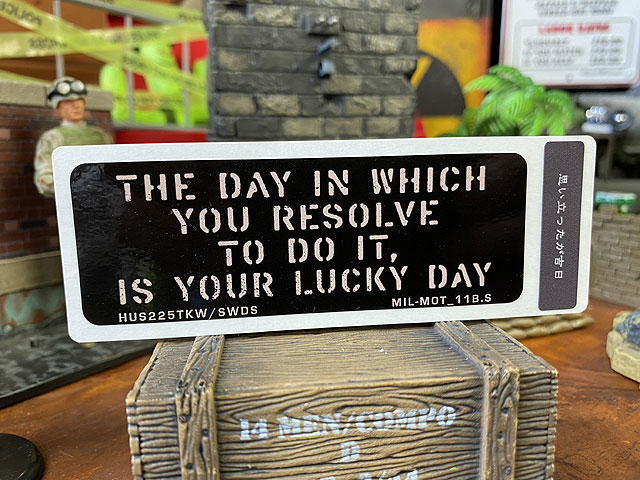 THE DAY IN WHICH
YOU RESOLVE
TO DO IT,
IS YOUR LUCKY DAY
HUS225TKW/SWDS
MIL-MOT_11B.S
思い立ったが吉日
14 MEN/COMPO
B
POLICE